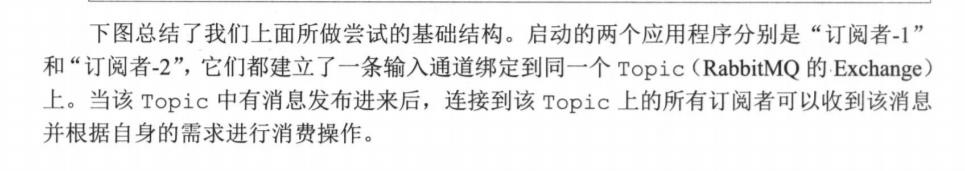 下图总结了我们上面所做尝试的基础结构。启动的两个应用程序分别是“订阅者-1”
和“订阅者-2”，它们都建立了一条输入通道绑定到同一个 Topic（RabbitMQ 的 Exchange）
上。当该 Topic 中有消息发布进来后，连接到该 Topic 上的所有订阅者可以收到该消息
并根据自身的需求进行消费操作。